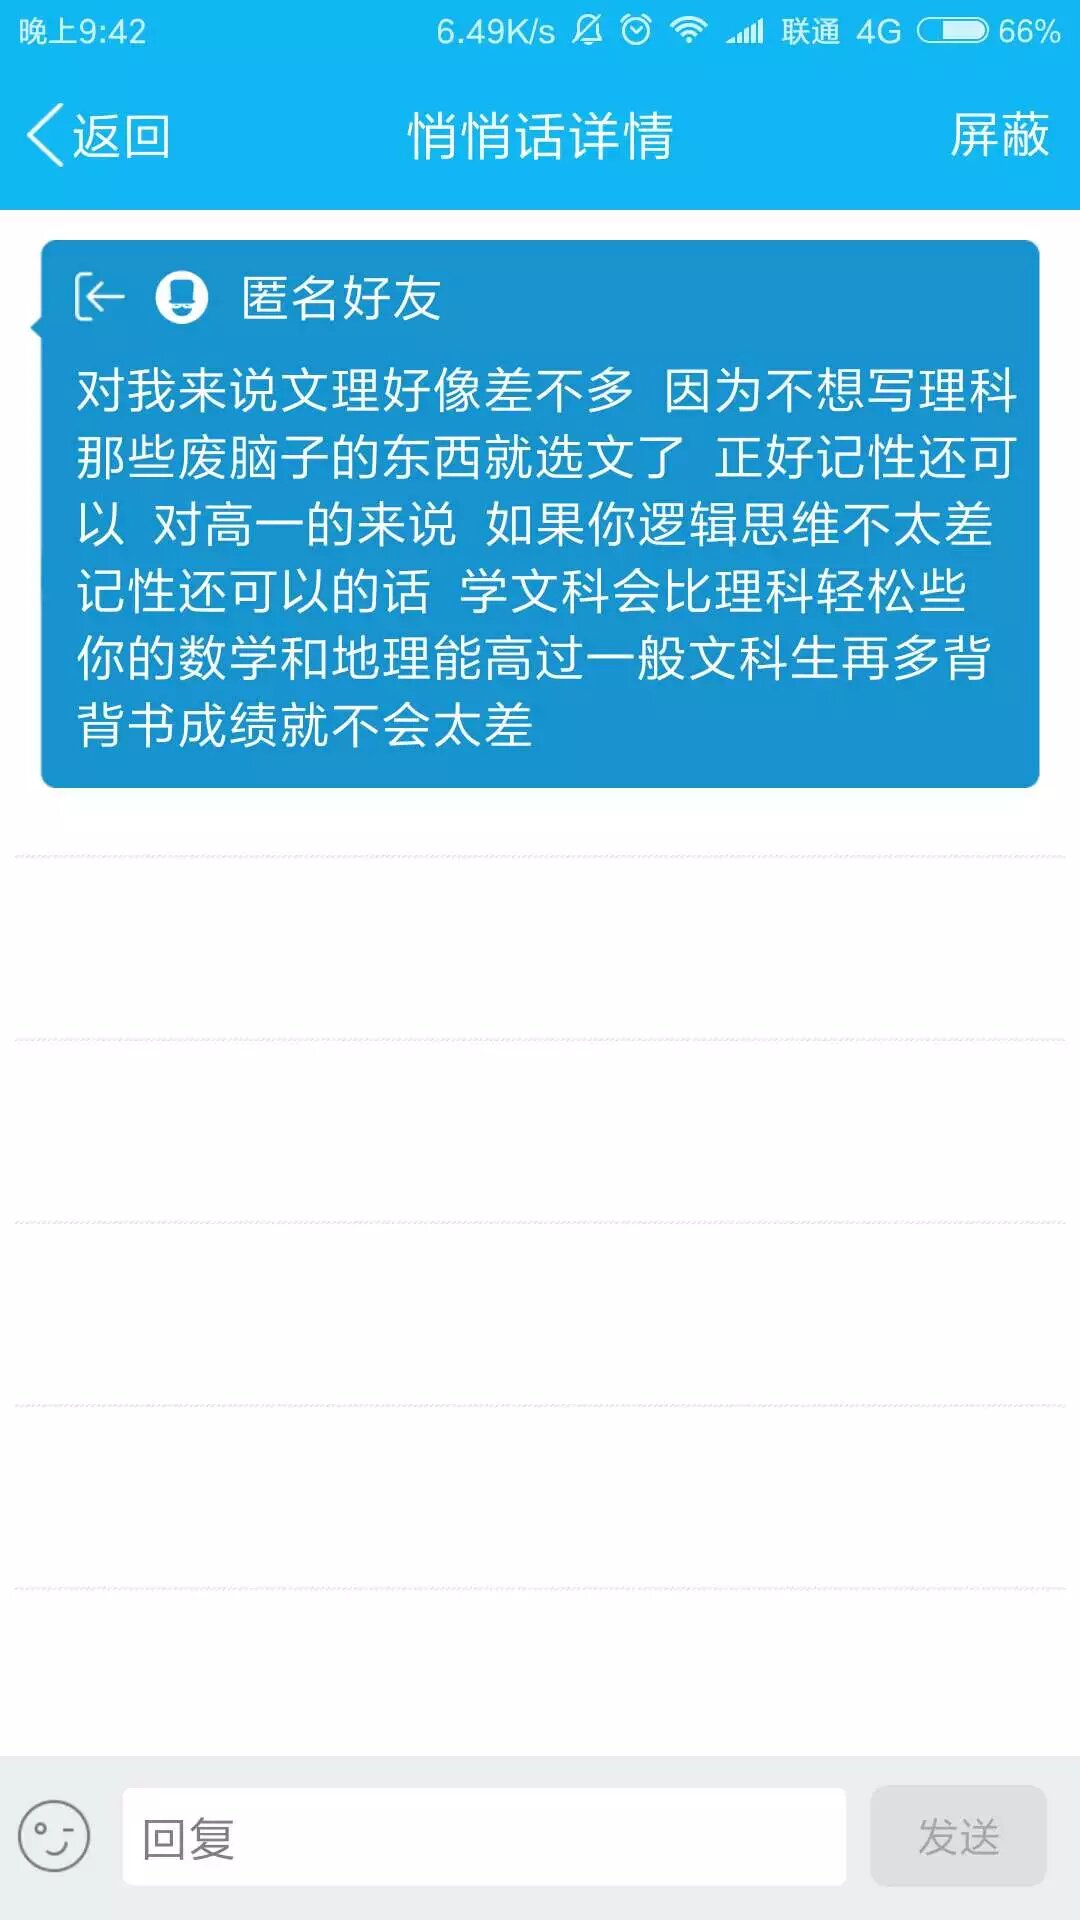 晚上9:42 6.49K/s 联通 4G 66%
返回 悄悄话详情 屏蔽
匿名好友
对我来说文理好像差不多 因为不想写理科
那些废脑子的东西就选文了 正好记性还可
以 对高一的来说 如果你逻辑思维不太差
记性还可以的话 学文科会比理科轻松些
你的数学和地理能高过一般文科生再多背
背书成绩就不会太差
回复 发送